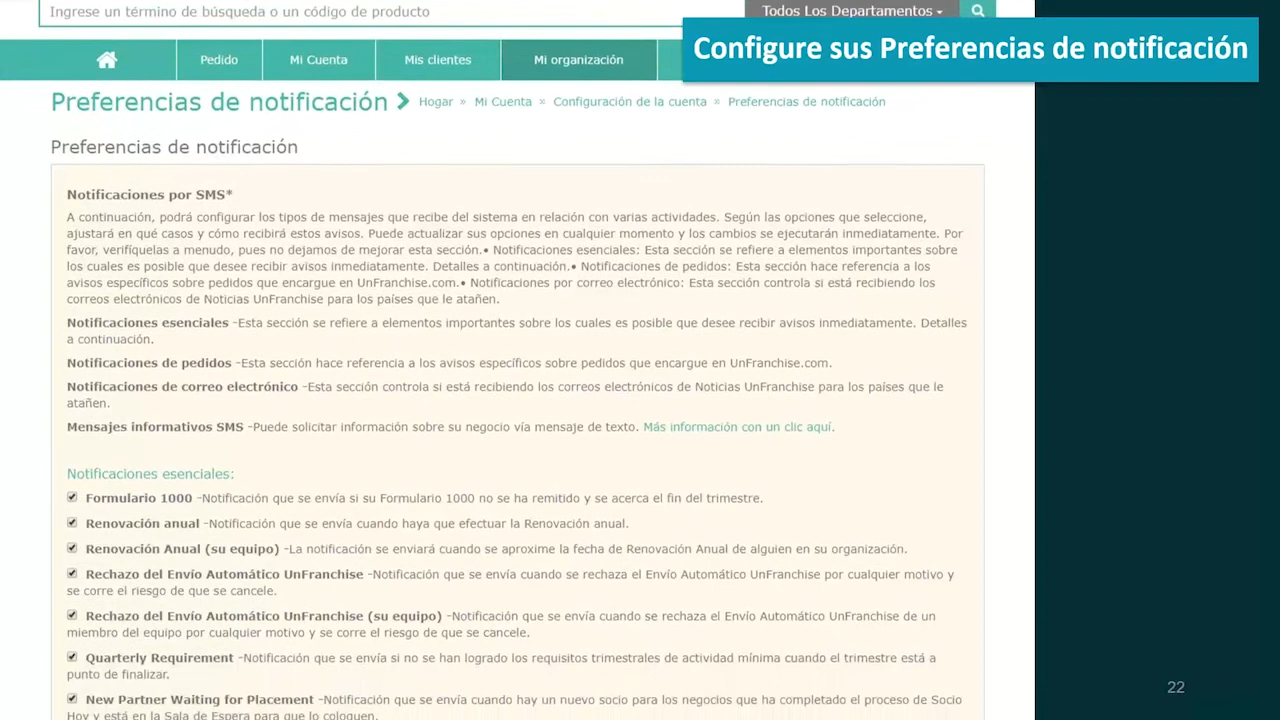 Ingrese un término de búsqueda o un código de producto
Todos Los Departamentos
Configure sus Preferencias de notificación
Pedido
Mi Cuenta
Mis clientes
Mi organización
Preferencias de notificación
Hogar » Mi Cuenta » Configuración de la cuenta » Preferencias de notificación
Preferencias de notificación
Notificaciones por SMS*
A continuación, podrá configurar los tipos de mensajes que recibe del sistema en relación con varias actividades. Según las opciones que seleccione,
ajustará en qué casos y cómo recibirá estos avisos. Puede actualizar sus opciones en cualquier momento y los cambios se ejecutarán inmediatamente. Por
favor, verifíquelas a menudo, pues no dejamos de mejorar esta sección.• Notificaciones esenciales: Esta sección se refiere a elementos importantes sobre
los cuales es posible que desee recibir avisos inmediatamente. Detalles a continuación.• Notificaciones de pedidos: Esta sección hace referencia a los
avisos específicos sobre pedidos que encargue en UnFranchise.com.• Notificaciones por correo electrónico: Esta sección controla si está recibiendo los
correos electrónicos de Noticias UnFranchise para los países que le atañen.
Notificaciones esenciales -Esta sección se refiere a elementos importantes sobre los cuales es posible que desee recibir avisos inmediatamente. Detalles
a continuación.
Notificaciones de pedidos -Esta sección hace referencia a los avisos específicos sobre pedidos que encargue en UnFranchise.com.
Notificaciones de correo electrónico -Esta sección controla si está recibiendo los correos electrónicos de Noticias UnFranchise para los países que le
atañen.
Mensajes informativos SMS -Puede solicitar información sobre su negocio vía mensaje de texto. Más información con un clic aquí.
Notificaciones esenciales:
Formulario 1000 -Notificación que se envía si su Formulario 1000 no se ha remitido y se acerca el fin del trimestre.
Renovación anual -Notificación que se envía cuando haya que efectuar la Renovación anual.
Renovación Anual (su equipo) -La notificación se enviará cuando se aproxime la fecha de Renovación Anual de alguien en su organización.
Rechazo del Envío Automático UnFranchise -Notificación que se envía cuando se rechaza el Envío Automático UnFranchise por cualquier motivo y
se corre el riesgo de que se cancele.
Rechazo del Envío Automático UnFranchise (su equipo) -Notificación que se envía cuando se rechaza el Envío Automático UnFranchise de un
miembro del equipo por cualquier motivo y se corre el riesgo de que se cancele.
Quarterly Requirement -Notificación que se envía si no se han logrado los requisitos trimestrales de actividad mínima cuando el trimestre está a
punto de finalizar.
New Partner Waiting for Placement -Notificación que se envía cuando hay un nuevo socio para los negocios que ha completado el proceso de Socio
Hoy y está en la Sala de Espera para que lo coloquen.
22